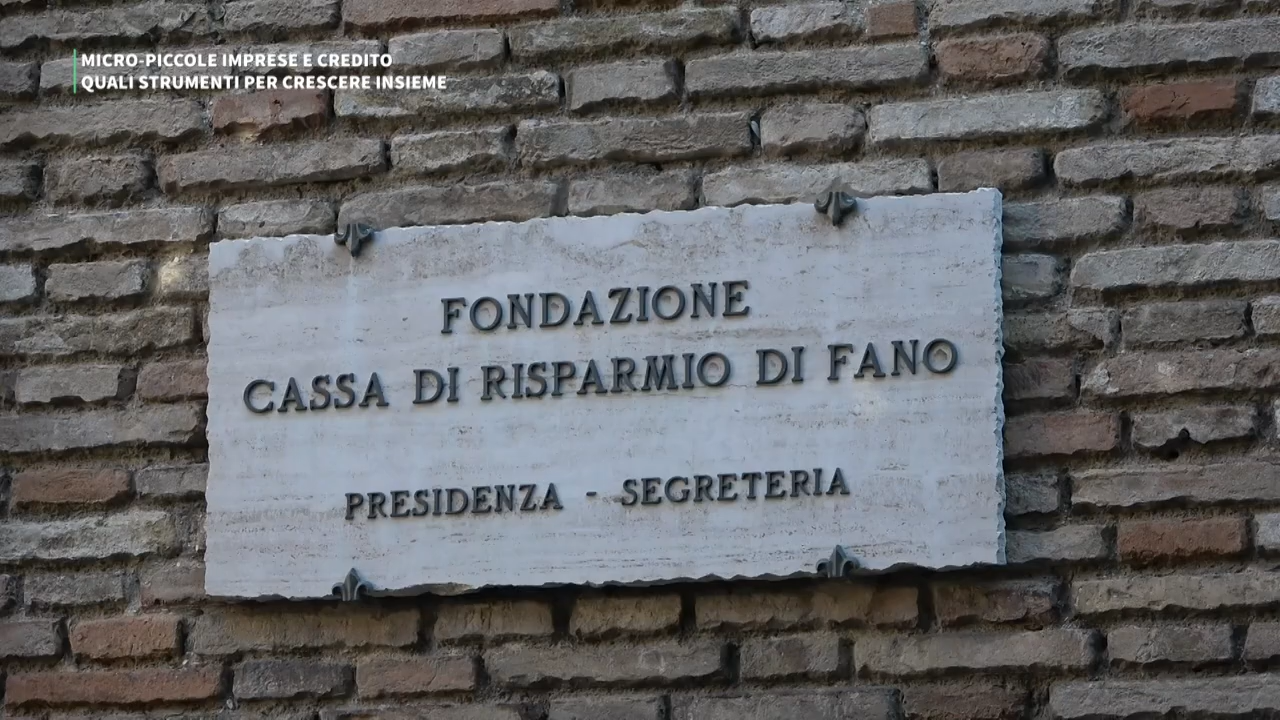 MICRO-PICCOLE IMPRESE E CREDITO
QUALI STRUMENTI PER CRESCERE INSIEME
FONDAZIONE
CASSA DI RISPARMIO DI FANO
PRESIDENZA - SEGRETERIA